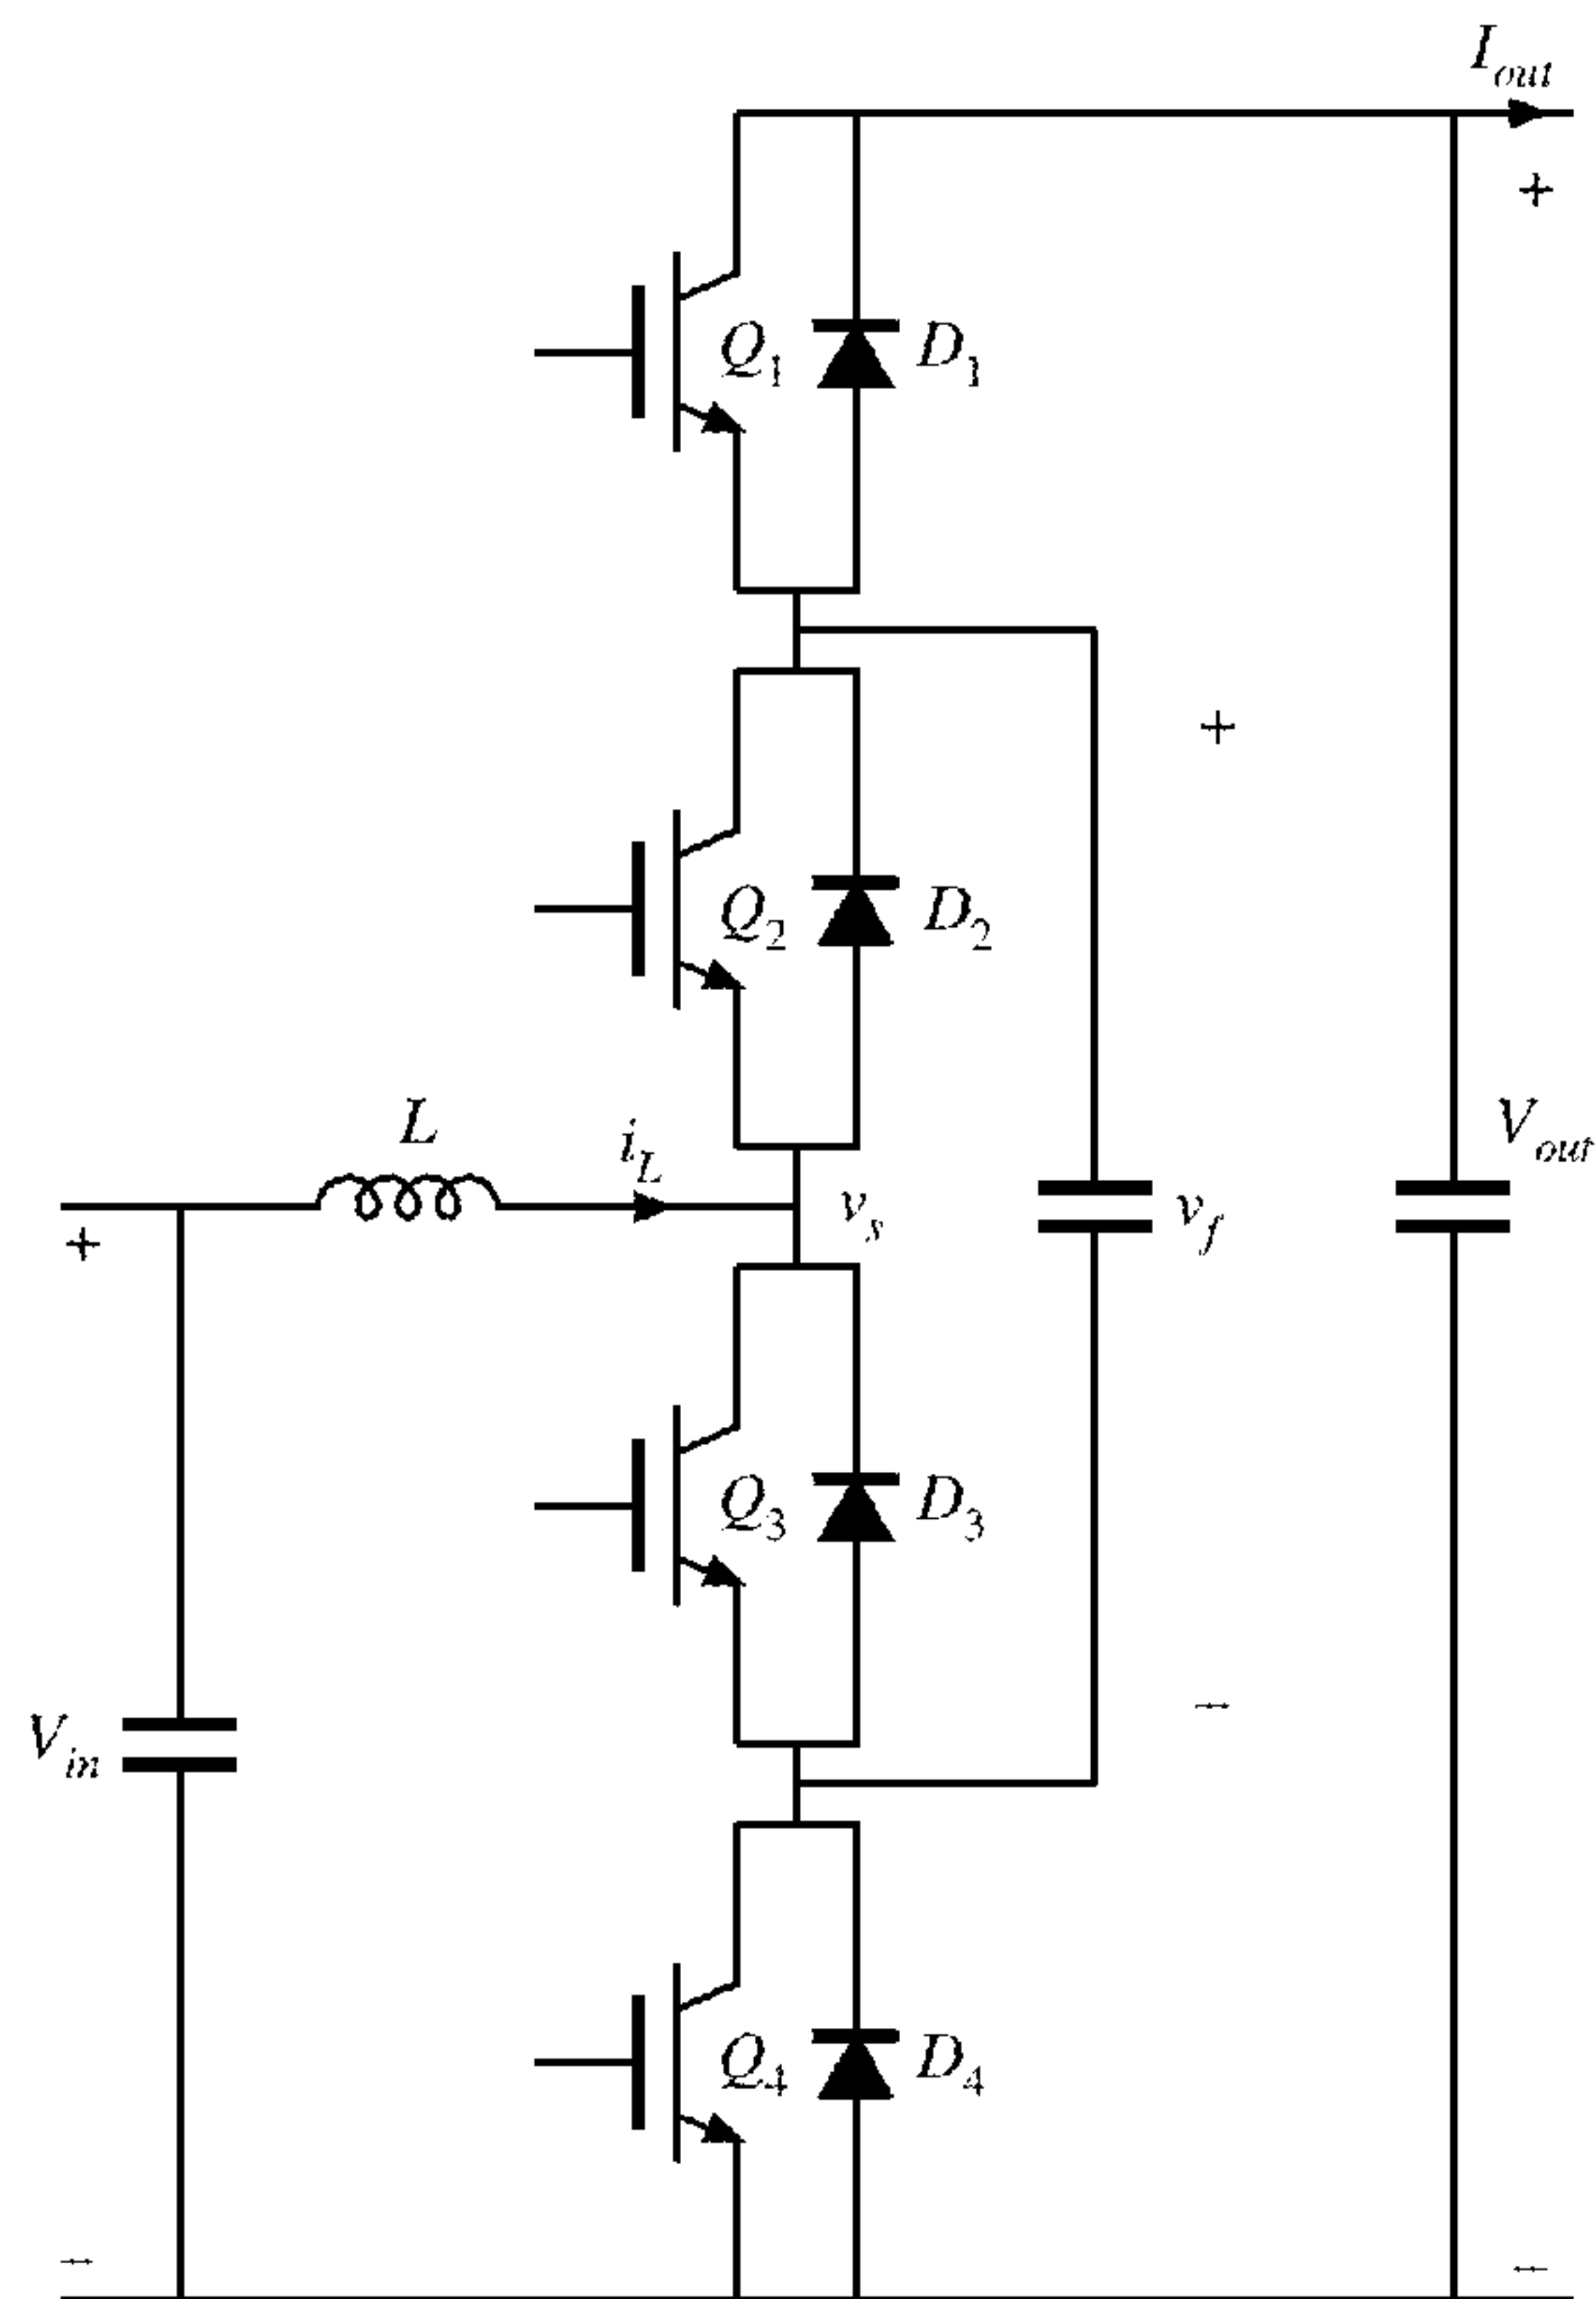 I_out
+
Q_1 D_1
+
Q_2 D_2
L i_L V_out
+ v_s v_f
Q_3 D_3
−
V_in
Q_4 D_4
− −